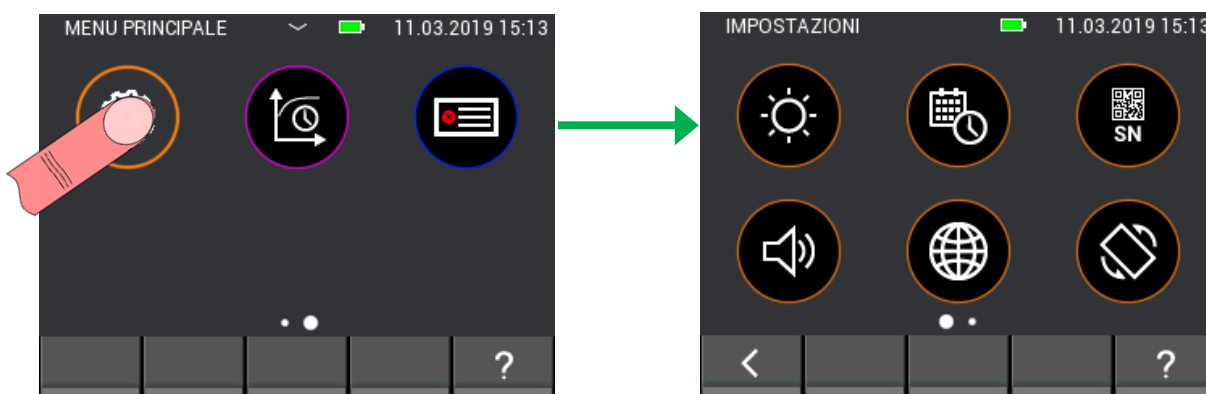 MENU PRINCIPALE 11.03.2019 15:13
?
IMPOSTAZIONI 11.03.2019 15:13
SN
?